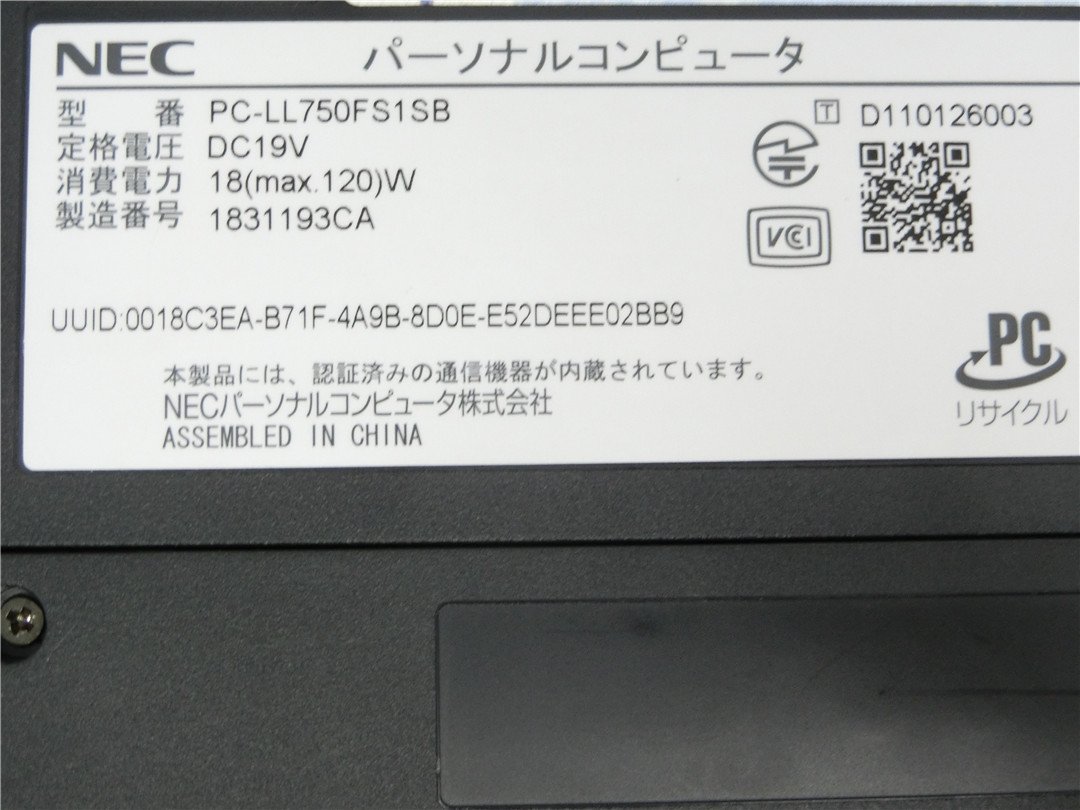 NEC パーソナルコンピュータ
型 番 PC-LL750FS1SB
定格電圧 DC19V
消費電力 18(max.120)W
製造番号 1831193CA
T D110126003
VCCI
UUID:0018C3EA-B71F-4A9B-8D0E-E52DEEE02BB9
本製品には、認証済みの通信機器が内蔵されています。
NECパーソナルコンピュータ株式会社
ASSEMBLED IN CHINA
PC
リサイクル